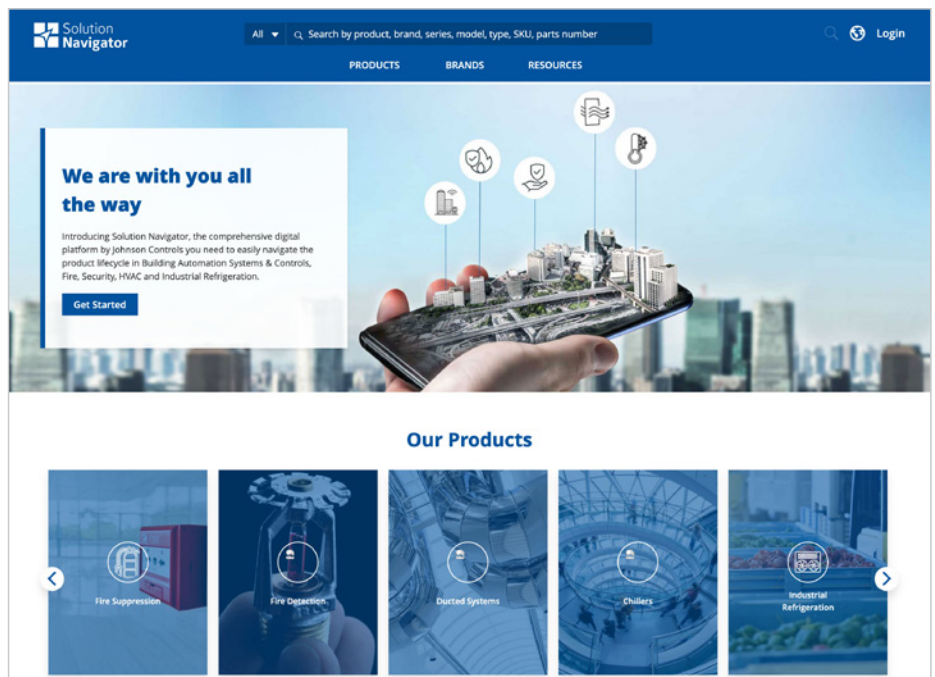 Solution
Navigator
All
Search by product, brand, series, model, type, SKU, parts number
Login
PRODUCTS
BRANDS
RESOURCES
We are with you all
the way
Introducing Solution Navigator, the comprehensive digital
platform by Johnson Controls you need to easily navigate the
product lifecycle in Building Automation Systems & Controls,
Fire, Security, HVAC and Industrial Refrigeration.
Get Started
Our Products
Fire Suppression
Fire Detection
Ducted Systems
Chillers
Industrial
Refrigeration